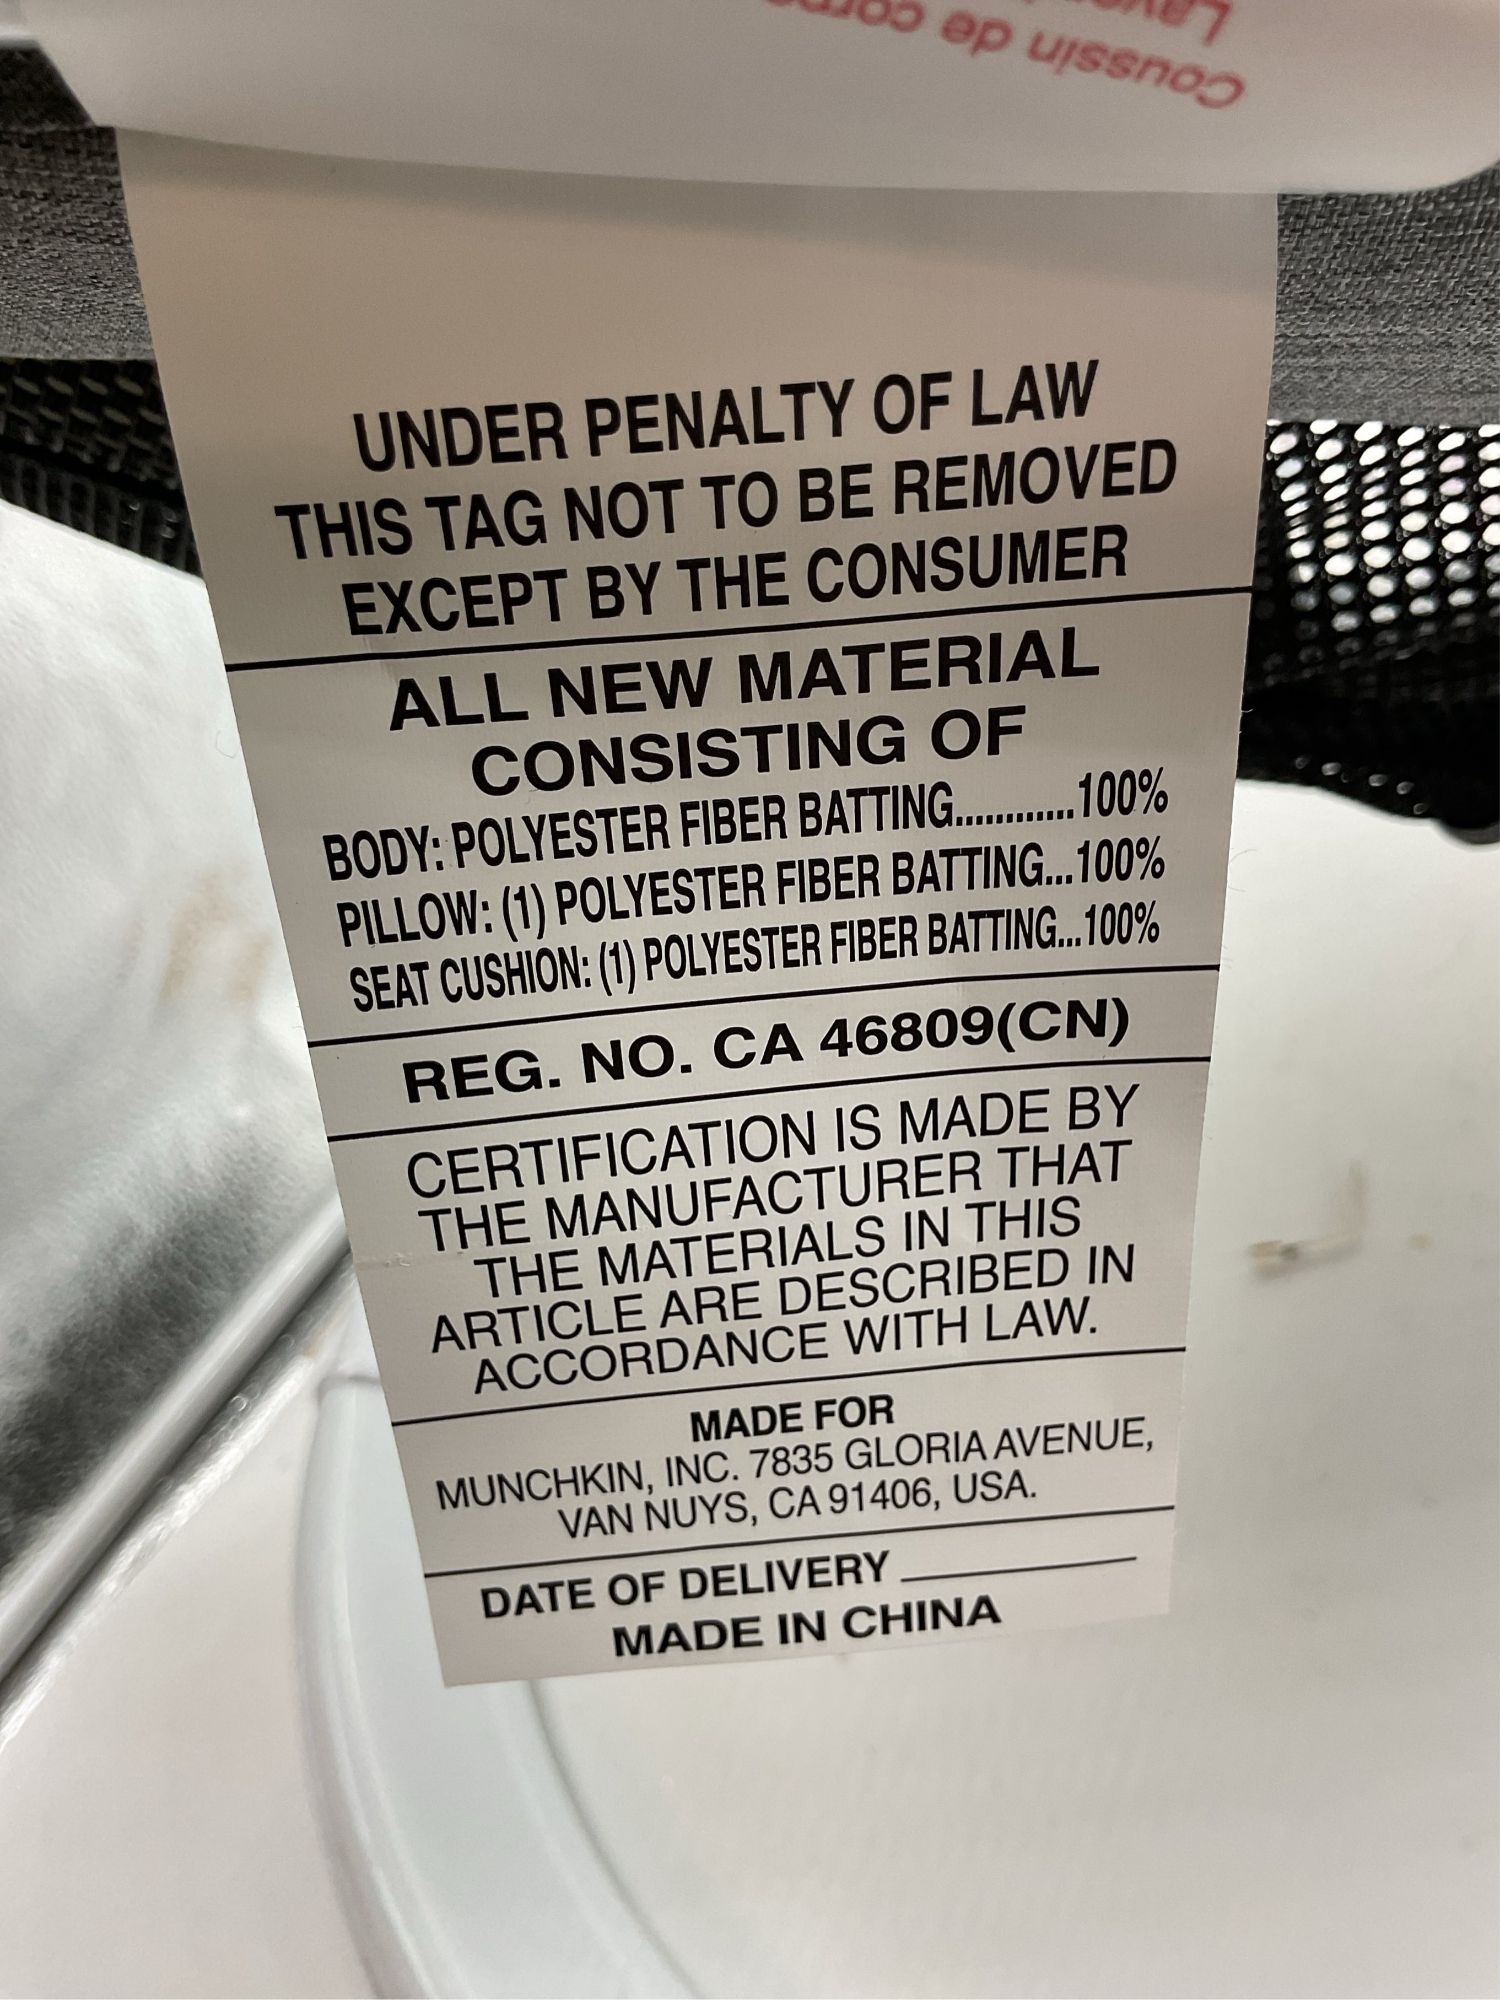 Coussin de
UNDER PENALTY OF LAW
THIS TAG NOT TO BE REMOVED
EXCEPT BY THE CONSUMER
ALL NEW MATERIAL
CONSISTING OF
BODY: POLYESTER FIBER BATTING............100%
PILLOW: (1) POLYESTER FIBER BATTING...100%
SEAT CUSHION: (1) POLYESTER FIBER BATTING...100%
REG. NO. CA 46809(CN)
CERTIFICATION IS MADE BY
THE MANUFACTURER THAT
THE MATERIALS IN THIS
ARTICLE ARE DESCRIBED IN
ACCORDANCE WITH LAW.
MADE FOR
MUNCHKIN, INC. 7835 GLORIA AVENUE,
VAN NUYS, CA 91406, USA.
DATE OF DELIVERY
MADE IN CHINA